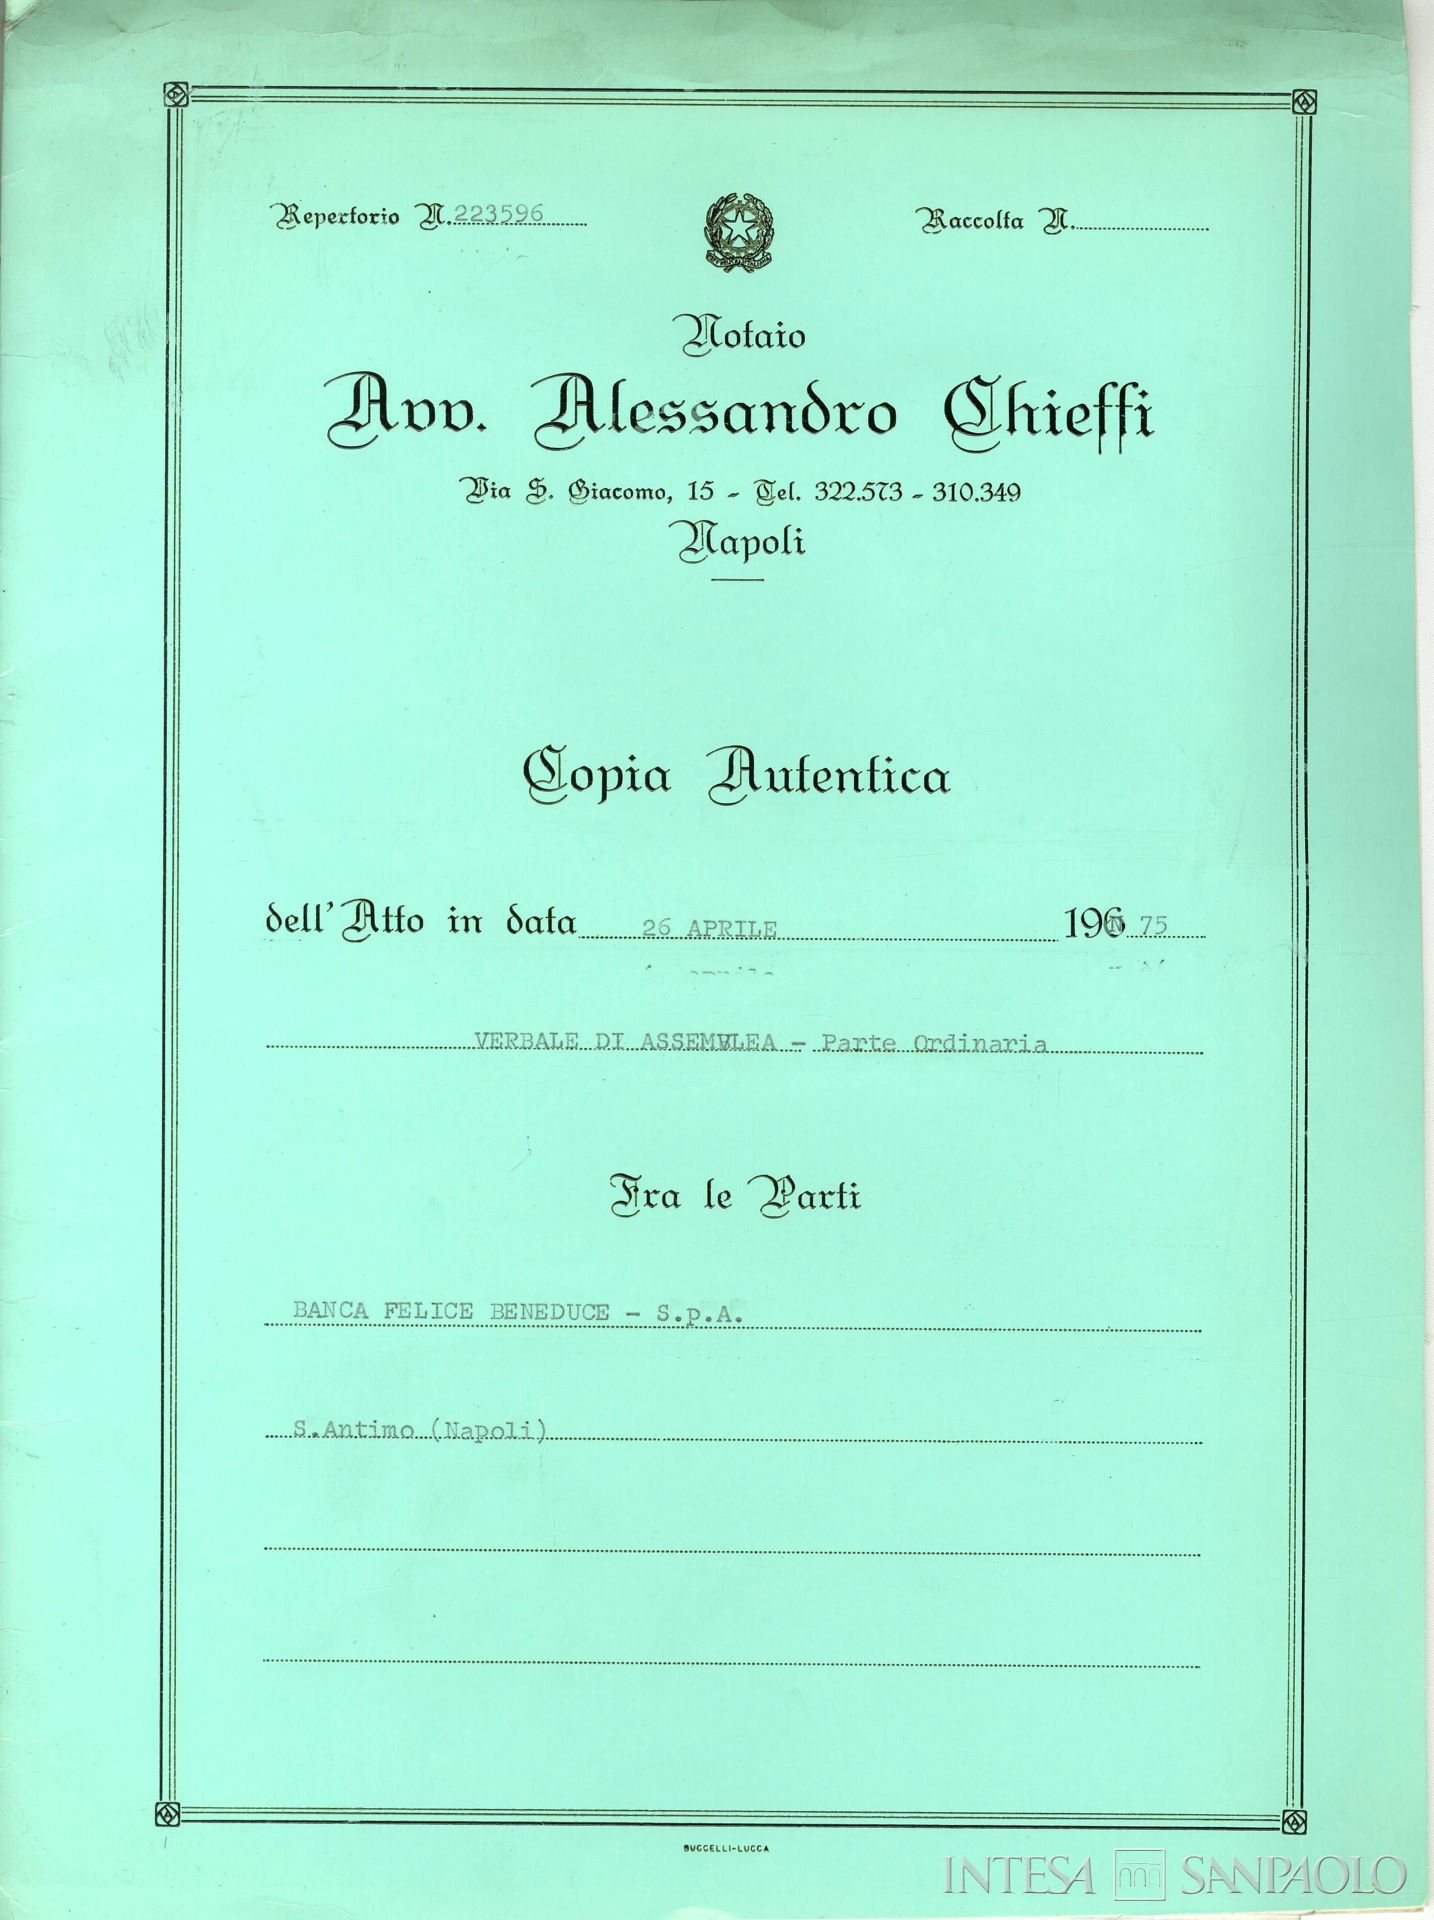 Repertorio N. 223596
Raccolta N.
Notaio
Avv. Alessandro Chieffi
Via S. Giacomo, 15 - Tel. 322.573 - 310.349
Napoli
Copia Autentica
dell'Atto in data 26 APRILE 196 75
VERBALE DI ASSEMBLEA - Parte Ordinaria
Fra le Parti
BANCA FELICE BENEDUCE - S.p.A.
S.Antimo (Napoli)
BUCCELLI-LUCCA
INTESA SANPAOLO